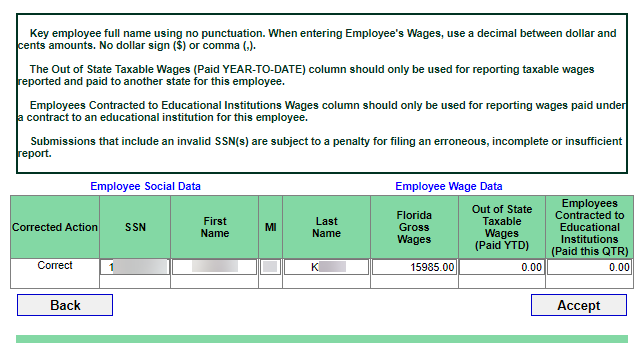 Key employee full name using no punctuation. When entering Employee's Wages, use a decimal between dollar and
cents amounts. No dollar sign ($) or comma (,).
The Out of State Taxable Wages (Paid YEAR-TO-DATE) column should only be used for reporting taxable wages
reported and paid to another state for this employee.
Employees Contracted to Educational Institutions Wages column should only be used for reporting wages paid under
a contract to an educational institution for this employee.
Submissions that include an invalid SSN(s) are subject to a penalty for filing an erroneous, incomplete or insufficient
report.
Employee Social Data Employee Wage Data
Corrected Action SSN First Name MI Last Name Florida Gross Wages Out of State Taxable Wages (Paid YTD) Employees Contracted to Educational Institutions (Paid this QTR)
Correct 1 K 15985.00 0.00 0.00
Back Accept